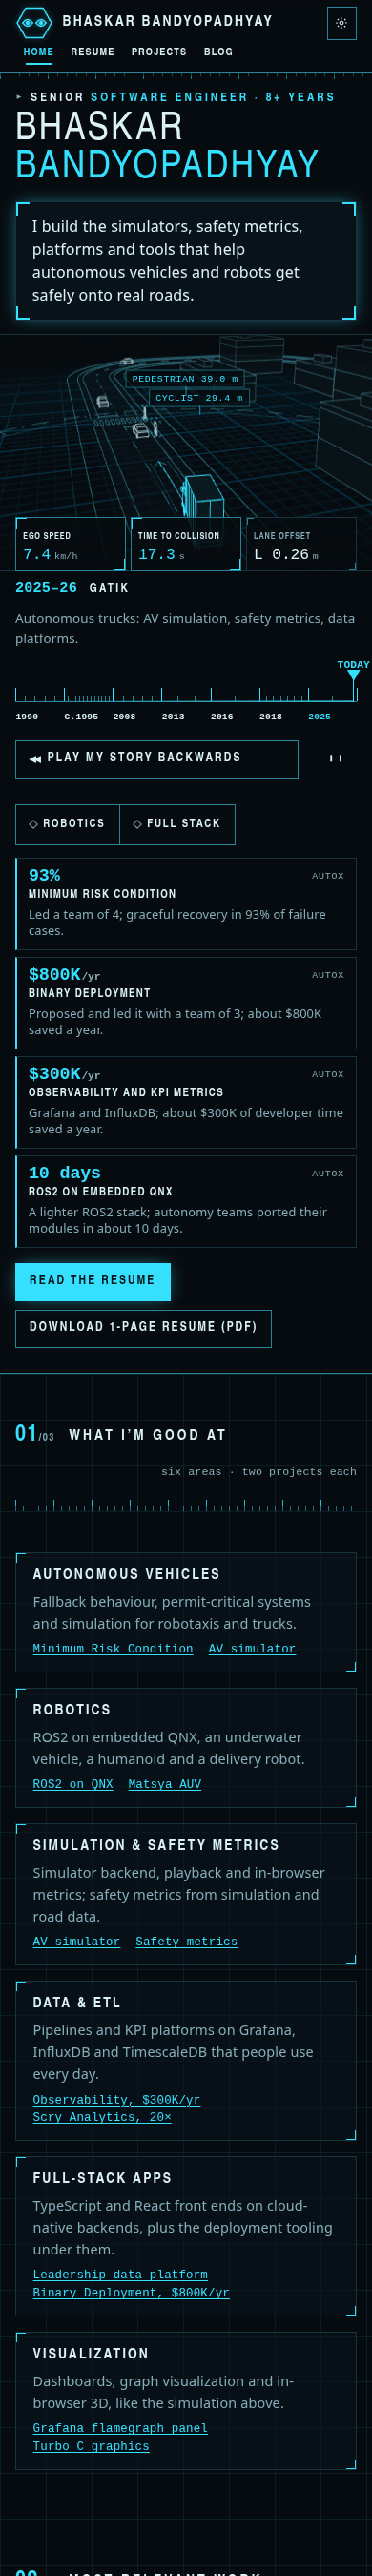 BHASKAR BANDYOPADHYAY
HOME RESUME PROJECTS BLOG
SENIOR SOFTWARE ENGINEER · 8+ YEARS
BHASKAR
BANDYOPADHYAY
I build the simulators, safety metrics,
platforms and tools that help
autonomous vehicles and robots get
safely onto real roads.
PEDESTRIAN 39.0 m
CYCLIST 29.4 m
EGO SPEED
7.4 km/h
TIME TO COLLISION
17.3 s
LANE OFFSET
L 0.26 m
2025–26 GATIK
Autonomous trucks: AV simulation, safety metrics, data
platforms.
TODAY
1990 C.1995 2008 2013 2016 2018 2025
PLAY MY STORY BACKWARDS
◇ ROBOTICS ◇ FULL STACK
93% AUTOX
MINIMUM RISK CONDITION
Led a team of 4; graceful recovery in 93% of failure
cases.
$800K/yr AUTOX
BINARY DEPLOYMENT
Proposed and led it with a team of 3; about $800K
saved a year.
$300K/yr AUTOX
OBSERVABILITY AND KPI METRICS
Grafana and InfluxDB; about $300K of developer time
saved a year.
10 days AUTOX
ROS2 ON EMBEDDED QNX
A lighter ROS2 stack; autonomy teams ported their
modules in about 10 days.
READ THE RESUME
DOWNLOAD 1-PAGE RESUME (PDF)
01/03 WHAT I’M GOOD AT
six areas · two projects each
AUTONOMOUS VEHICLES
Fallback behaviour, permit-critical systems
and simulation for robotaxis and trucks.
Minimum Risk Condition AV simulator
ROBOTICS
ROS2 on embedded QNX, an underwater
vehicle, a humanoid and a delivery robot.
ROS2 on QNX Matsya AUV
SIMULATION & SAFETY METRICS
Simulator backend, playback and in-browser
metrics; safety metrics from simulation and
road data.
AV simulator Safety metrics
DATA & ETL
Pipelines and KPI platforms on Grafana,
InfluxDB and TimescaleDB that people use
every day.
Observability, $300K/yr
Scry Analytics, 20×
FULL-STACK APPS
TypeScript and React front ends on cloud-
native backends, plus the deployment tooling
under them.
Leadership data platform
Binary Deployment, $800K/yr
VISUALIZATION
Dashboards, graph visualization and in-
browser 3D, like the simulation above.
Grafana flamegraph panel
Turbo C graphics